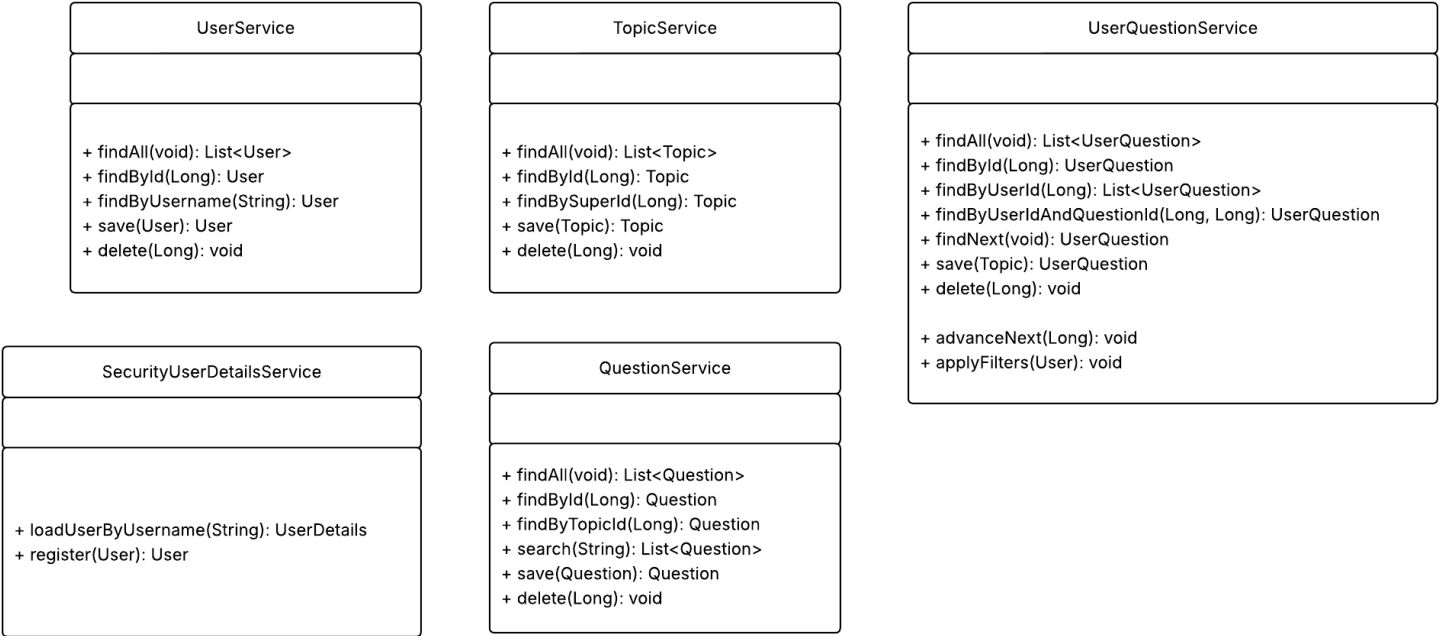 UserService
+ findAll(void): List<User>
+ findById(Long): User
+ findByUsername(String): User
+ save(User): User
+ delete(Long): void
TopicService
+ findAll(void): List<Topic>
+ findById(Long): Topic
+ findBySuperId(Long): Topic
+ save(Topic): Topic
+ delete(Long): void
UserQuestionService
+ findAll(void): List<UserQuestion>
+ findById(Long): UserQuestion
+ findByUserId(Long): List<UserQuestion>
+ findByUserIdAndQuestionId(Long, Long): UserQuestion
+ findNext(void): UserQuestion
+ save(Topic): UserQuestion
+ delete(Long): void
+ advanceNext(Long): void
+ applyFilters(User): void
SecurityUserDetailsService
+ loadUserByUsername(String): UserDetails
+ register(User): User
QuestionService
+ findAll(void): List<Question>
+ findById(Long): Question
+ findByTopicId(Long): Question
+ search(String): List<Question>
+ save(Question): Question
+ delete(Long): void